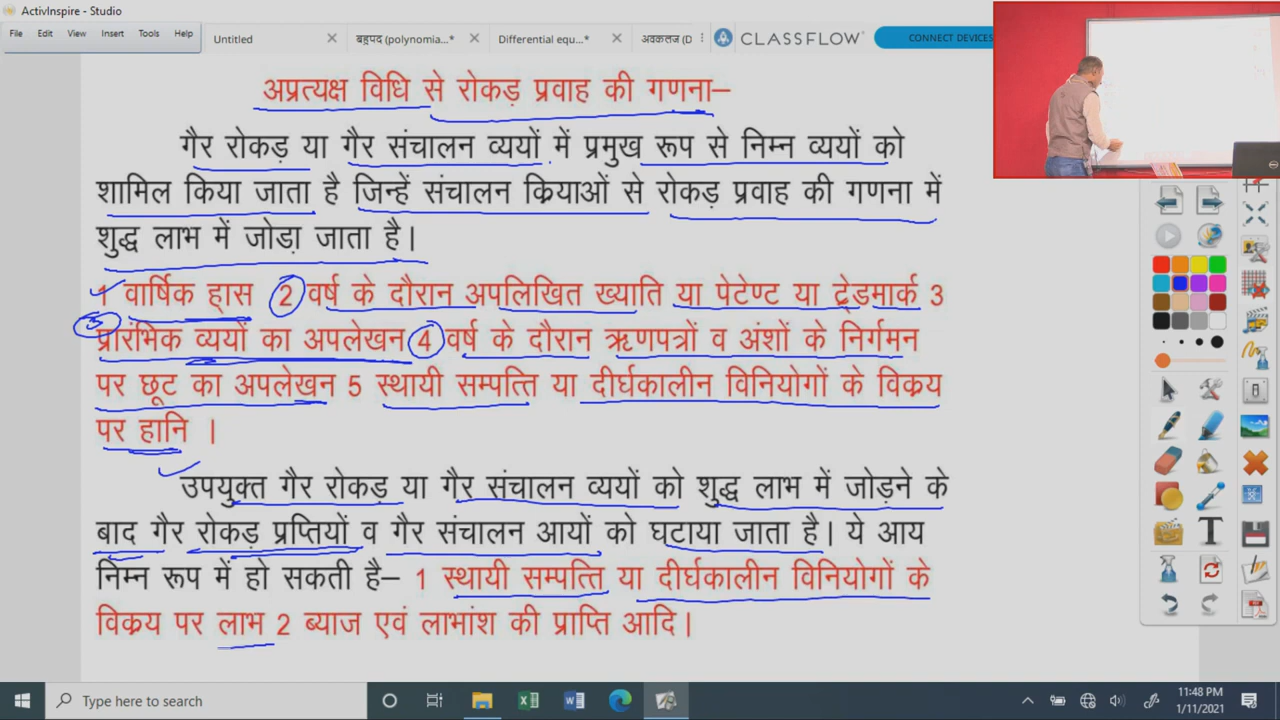 ActivInspire - Studio
File Edit View Insert Tools Help
Untitled
बहुपद (polynomia...*
Differential equ...*
अवकलज (D
CLASSFLOW
CONNECT DEVICES
अप्रत्यक्ष विधि से रोकड़ प्रवाह की गणना–
गैर रोकड़ या गैर संचालन व्ययों में प्रमुख रूप से निम्न व्ययों को
शामिल किया जाता है जिन्हें संचालन क्रियाओं से रोकड़ प्रवाह की गणना में
शुद्ध लाभ में जोड़ा जाता है।
1 वार्षिक ह्रास 2 वर्ष के दौरान अपलिखित ख्याति या पेटेण्ट या ट्रेडमार्क 3
3
प्रारंभिक व्ययों का अपलेखन 4 वर्ष के दौरान ऋणपत्रों व अंशों के निर्गमन
पर छूट का अपलेखन 5 स्थायी सम्पत्ति या दीर्घकालीन विनियोगों के विक्रय
पर हानि ।
उपयुक्त गैर रोकड़ या गैर संचालन व्ययों को शुद्ध लाभ में जोड़ने के
बाद गैर रोकड़ प्रप्तियों व गैर संचालन आयों को घटाया जाता है। ये आय
निम्न रूप में हो सकती है– 1 स्थायी सम्पत्ति या दीर्घकालीन विनियोगों के
विक्रय पर लाभ 2 ब्याज एवं लाभांश की प्राप्ति आदि।
Type here to search
11:48 PM
1/11/2021